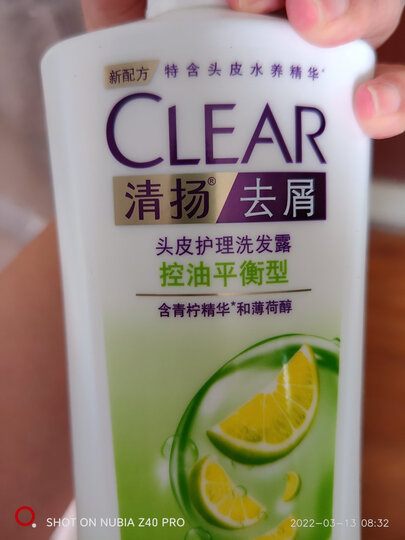 新配方 特含头皮水养精华*
CLEAR
清扬® 去屑
头皮护理洗发露
控油平衡型
含青柠精华*和薄荷醇
SHOT ON NUBIA Z40 PRO
2022-03-13 08:32